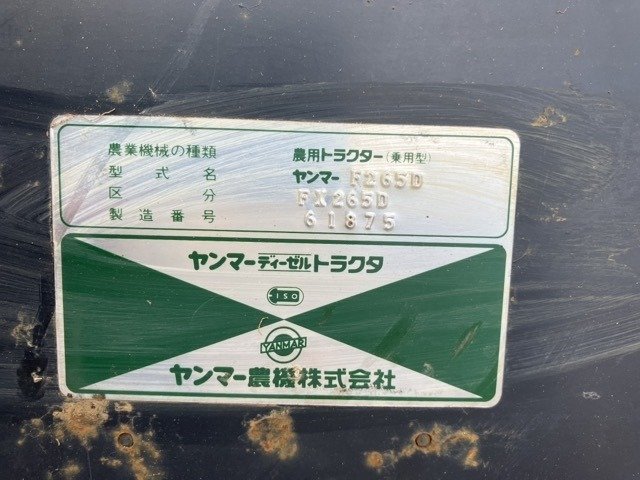 農業機械の種類 農用トラクター(乗用型)
型式名 ヤンマー F265D
区分 FX265D
製造番号 61875
ヤンマーディーゼルトラクタ
ISO
YANMAR
ヤンマー農機株式会社